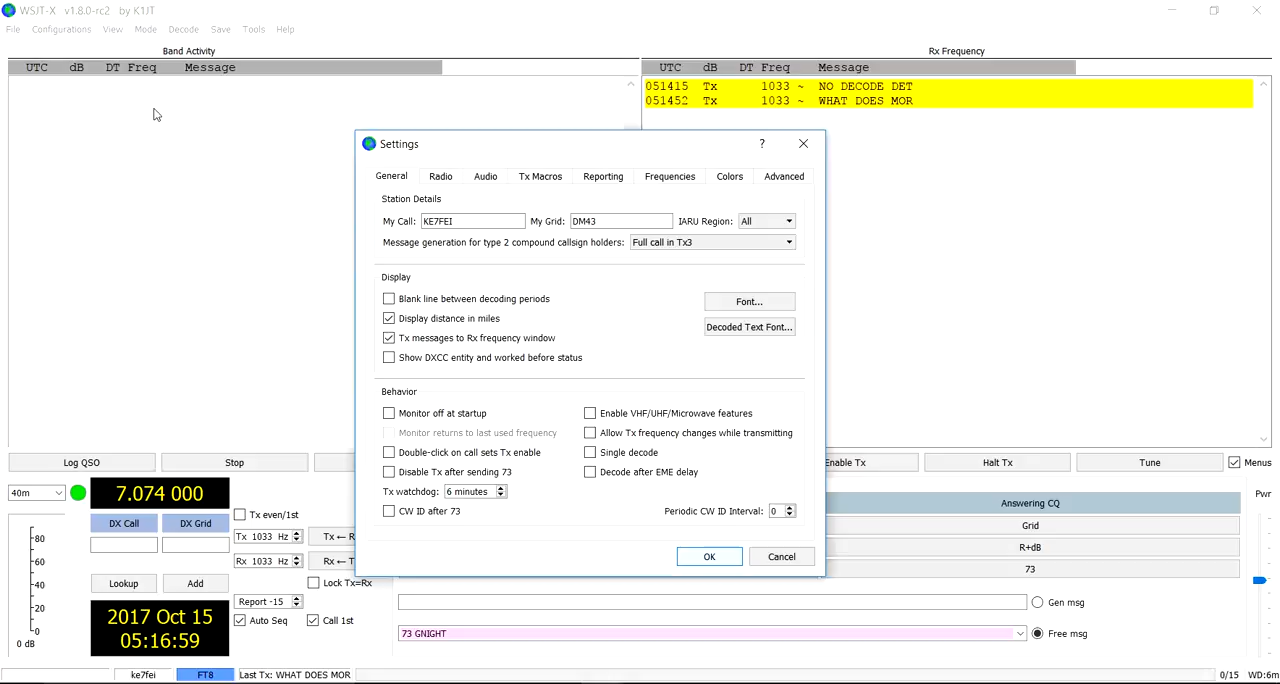 WSJT-X v1.8.0-rc2 by K1JT
File Configurations View Mode Decode Save Tools Help
Band Activity
Rx Frequency
UTC dB DT Freq Message
UTC dB DT Freq Message
051415 Tx 1033 ~ NO DECODE DET
051452 Tx 1033 ~ WHAT DOES MOR
Settings ?
General Radio Audio Tx Macros Reporting Frequencies Colors Advanced
Station Details
My Call: KE7FEI My Grid: DM43 IARU Region: All
Message generation for type 2 compound callsign holders: Full call in Tx3
Display
Blank line between decoding periods
Font...
Display distance in miles
Decoded Text Font...
Tx messages to Rx frequency window
Show DXCC entity and worked before status
Behavior
Monitor off at startup
Enable VHF/UHF/Microwave features
Monitor returns to last used frequency
Allow Tx frequency changes while transmitting
Double-click on call sets Tx enable
Single decode
Disable Tx after sending 73
Decode after EME delay
Tx watchdog: 6 minutes
CW ID after 73
Periodic CW ID Interval: 0
OK Cancel
Log QSO Stop Enable Tx Halt Tx Tune Menus
40m 7.074 000
DX Call DX Grid
Tx even/1st
Tx 1033 Hz Tx ← R
Rx 1033 Hz Rx ← T
Lookup Add
Lock Tx=Rx
Report -15
2017 Oct 15
05:16:59
Auto Seq Call 1st
80
60
40
20
0
0 dB
Answering CQ
Grid
R+dB
73
Pwr
Gen msg
73 GNIGHT Free msg
ke7fei FT8 Last Tx: WHAT DOES MOR 0/15 WD:6m